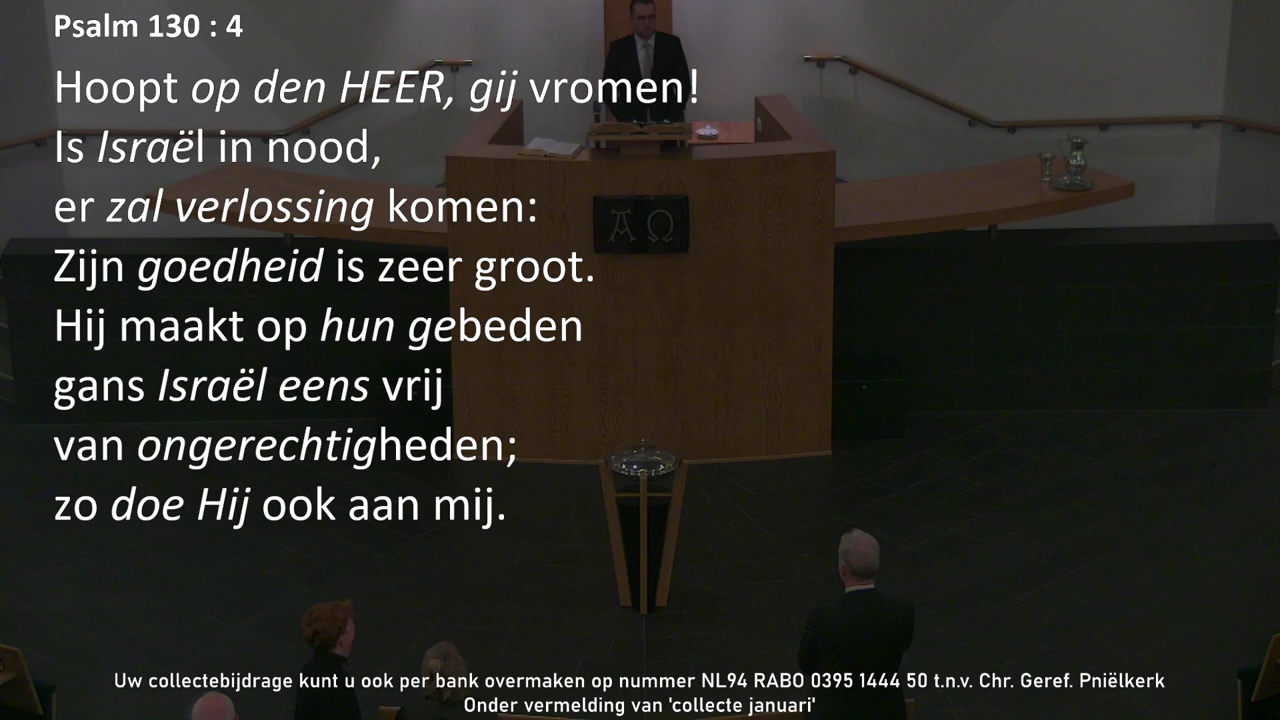 Psalm 130 : 4
Hoopt op den HEER, gij vromen!
Is Israël in nood,
er zal verlossing komen:
Zijn goedheid is zeer groot.
Hij maakt op hun gebeden
gans Israël eens vrij
van ongerechtigheden;
zo doe Hij ook aan mij.
Α Ω
Uw collectebijdrage kunt u ook per bank overmaken op nummer NL94 RABO 0395 1444 50 t.n.v. Chr. Geref. Pniëlkerk
Onder vermelding van 'collecte januari'